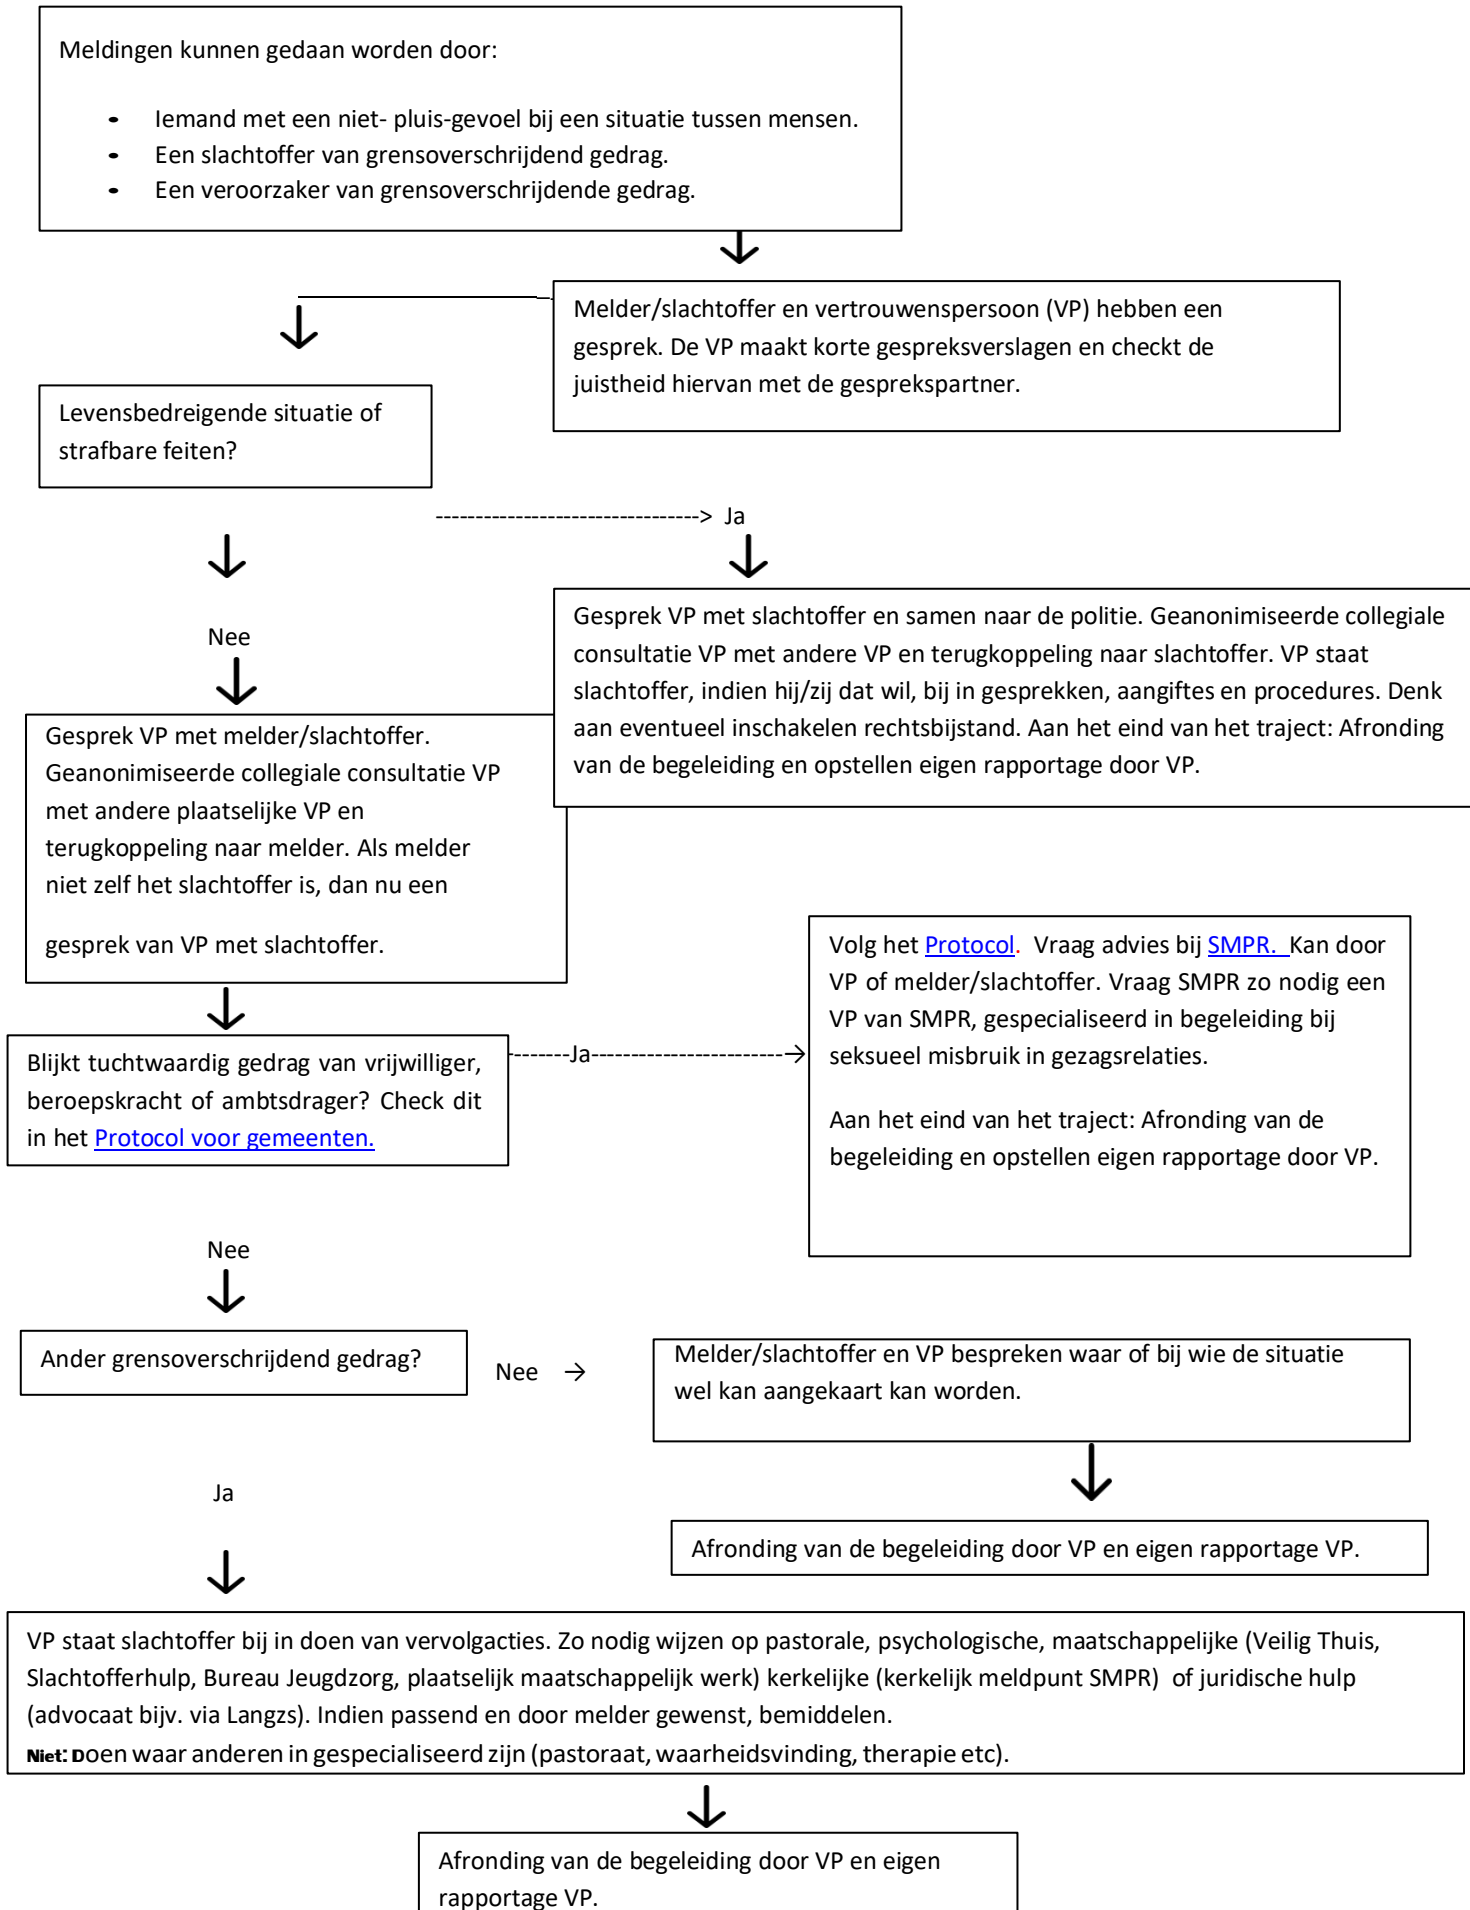 Meldingen kunnen gedaan worden door:
• Iemand met een niet- pluis-gevoel bij een situatie tussen mensen.
• Een slachtoffer van grensoverschrijdend gedrag.
• Een veroorzaker van grensoverschrijdende gedrag.
Melder/slachtoffer en vertrouwenspersoon (VP) hebben een
gesprek. De VP maakt korte gespreksverslagen en checkt de
juistheid hiervan met de gesprekspartner.
Levensbedreigende situatie of
strafbare feiten?
---------------------------------> Ja
Gesprek VP met slachtoffer en samen naar de politie. Geanonimiseerde collegiale
consultatie VP met andere VP en terugkoppeling naar slachtoffer. VP staat
slachtoffer, indien hij/zij dat wil, bij in gesprekken, aangiftes en procedures. Denk
aan eventueel inschakelen rechtsbijstand. Aan het eind van het traject: Afronding
van de begeleiding en opstellen eigen rapportage door VP.
Nee
Gesprek VP met melder/slachtoffer.
Geanonimiseerde collegiale consultatie VP
met andere plaatselijke VP en
terugkoppeling naar melder. Als melder
niet zelf het slachtoffer is, dan nu een
gesprek van VP met slachtoffer.
Blijkt tuchtwaardig gedrag van vrijwilliger,
beroepskracht of ambtsdrager? Check dit
in het Protocol voor gemeenten.
--------Ja-------------------------→
Volg het Protocol. Vraag advies bij SMPR. Kan door
VP of melder/slachtoffer. Vraag SMPR zo nodig een
VP van SMPR, gespecialiseerd in begeleiding bij
seksueel misbruik in gezagsrelaties.
Aan het eind van het traject: Afronding van de
begeleiding en opstellen eigen rapportage door VP.
Nee
Ander grensoverschrijdend gedrag?
Nee →
Melder/slachtoffer en VP bespreken waar of bij wie de situatie
wel kan aangekaart kan worden.
Afronding van de begeleiding door VP en eigen rapportage VP.
Ja
VP staat slachtoffer bij in doen van vervolgacties. Zo nodig wijzen op pastorale, psychologische, maatschappelijke (Veilig Thuis,
Slachtofferhulp, Bureau Jeugdzorg, plaatselijk maatschappelijk werk) kerkelijke (kerkelijk meldpunt SMPR) of juridische hulp
(advocaat bijv. via Langzs). Indien passend en door melder gewenst, bemiddelen.
Niet: Doen waar anderen in gespecialiseerd zijn (pastoraat, waarheidsvinding, therapie etc).
Afronding van de begeleiding door VP en eigen
rapportage VP.